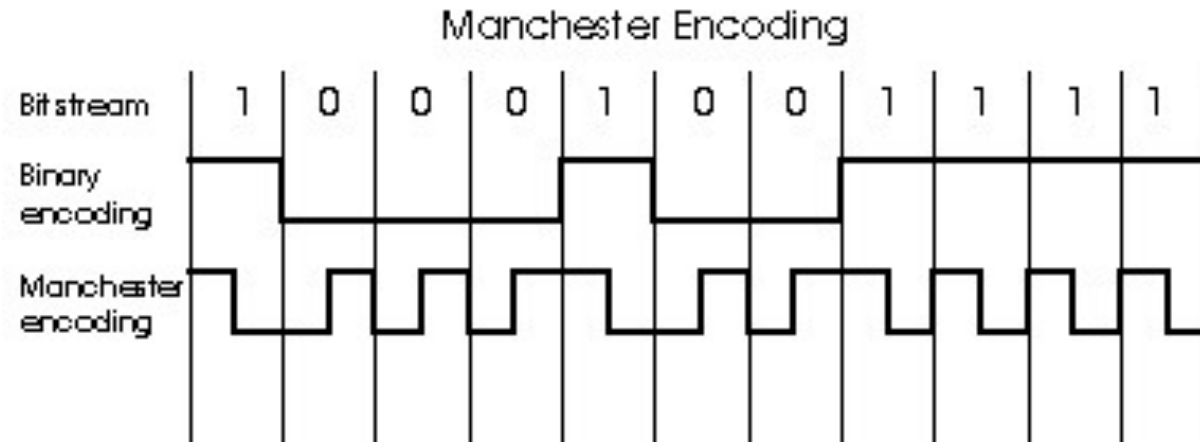 Manchester Encoding
Bit stream 1 0 0 0 1 0 0 1 1 1 1
Binary
encoding
Manchester
encoding